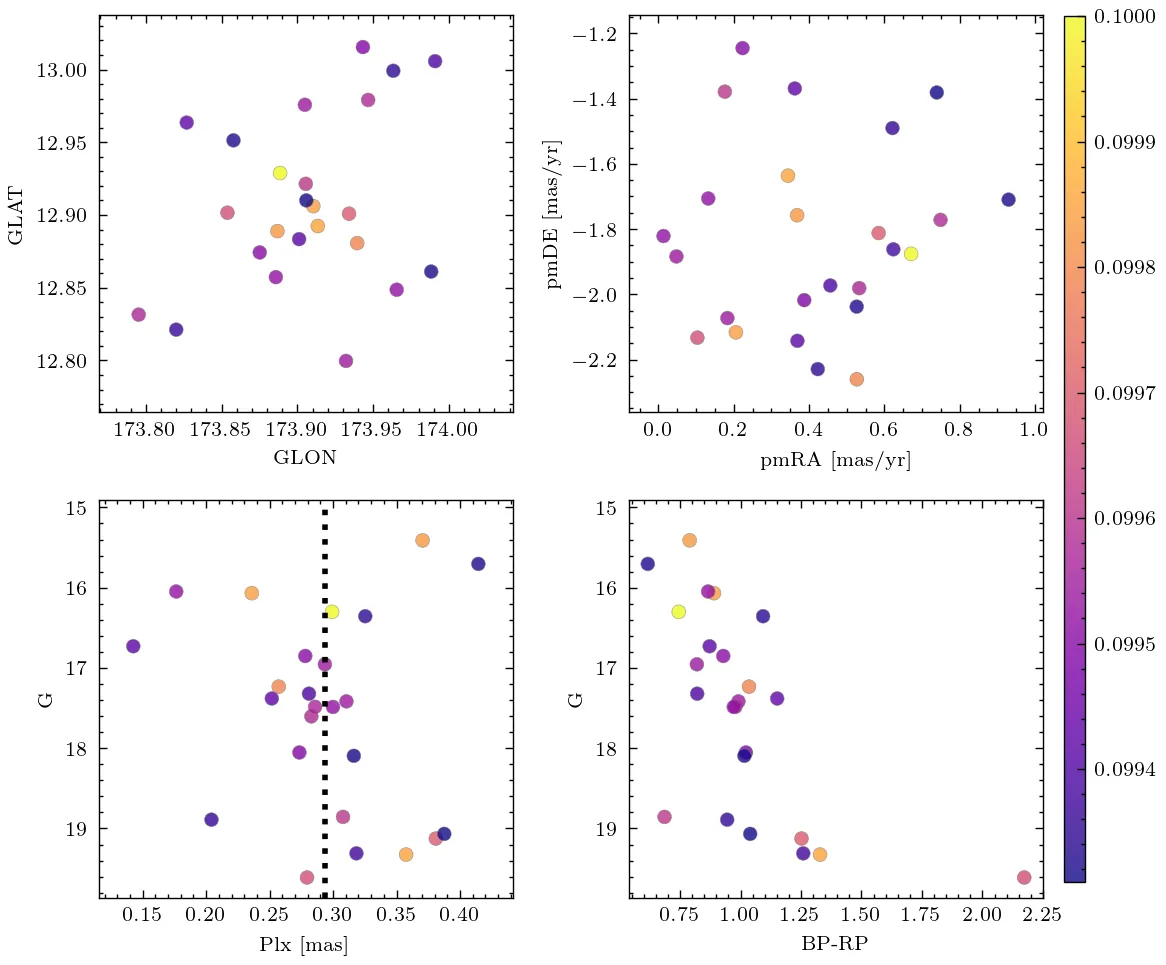 13.00
12.95
12.90
12.85
12.80
GLAT
173.80 173.85 173.90 173.95 174.00
GLON
−1.2
−1.4
−1.6
−1.8
−2.0
−2.2
pmDE [mas/yr]
0.0 0.2 0.4 0.6 0.8 1.0
pmRA [mas/yr]
0.1000
0.0999
0.0998
0.0997
0.0996
0.0995
0.0994
15
16
17
18
19
G
0.15 0.20 0.25 0.30 0.35 0.40
Plx [mas]
15
16
17
18
19
G
0.75 1.00 1.25 1.50 1.75 2.00 2.25
BP-RP